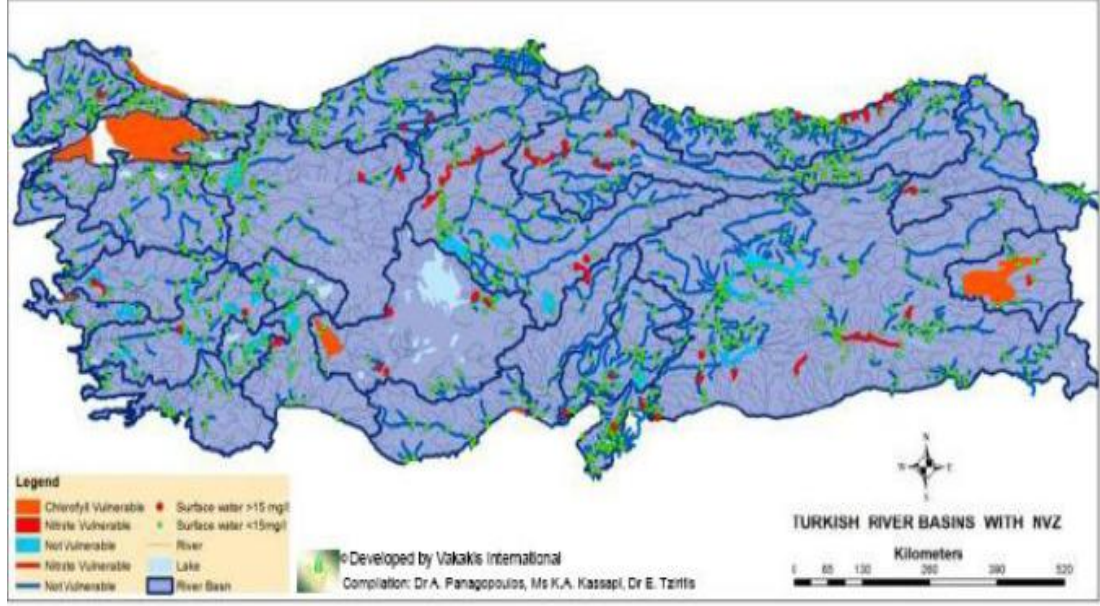 N
W E
S
Legend
Chlorofyll Vulnerable
Surface water >15 mg/l
Nitrite Vulnerable
Surface water <15mg/l
Not Vulnerable
River
Nitrite Vulnerable
Lake
Not Vulnerable
River Basin
TURKISH RIVER BASINS WITH NVZ
Kilometers
0 65 130 260 390 520
© Developed by Vakakis International
Compilation: Dr A. Panagopoulos, Ms K.A. Kassapi, Dr E. Tziritis